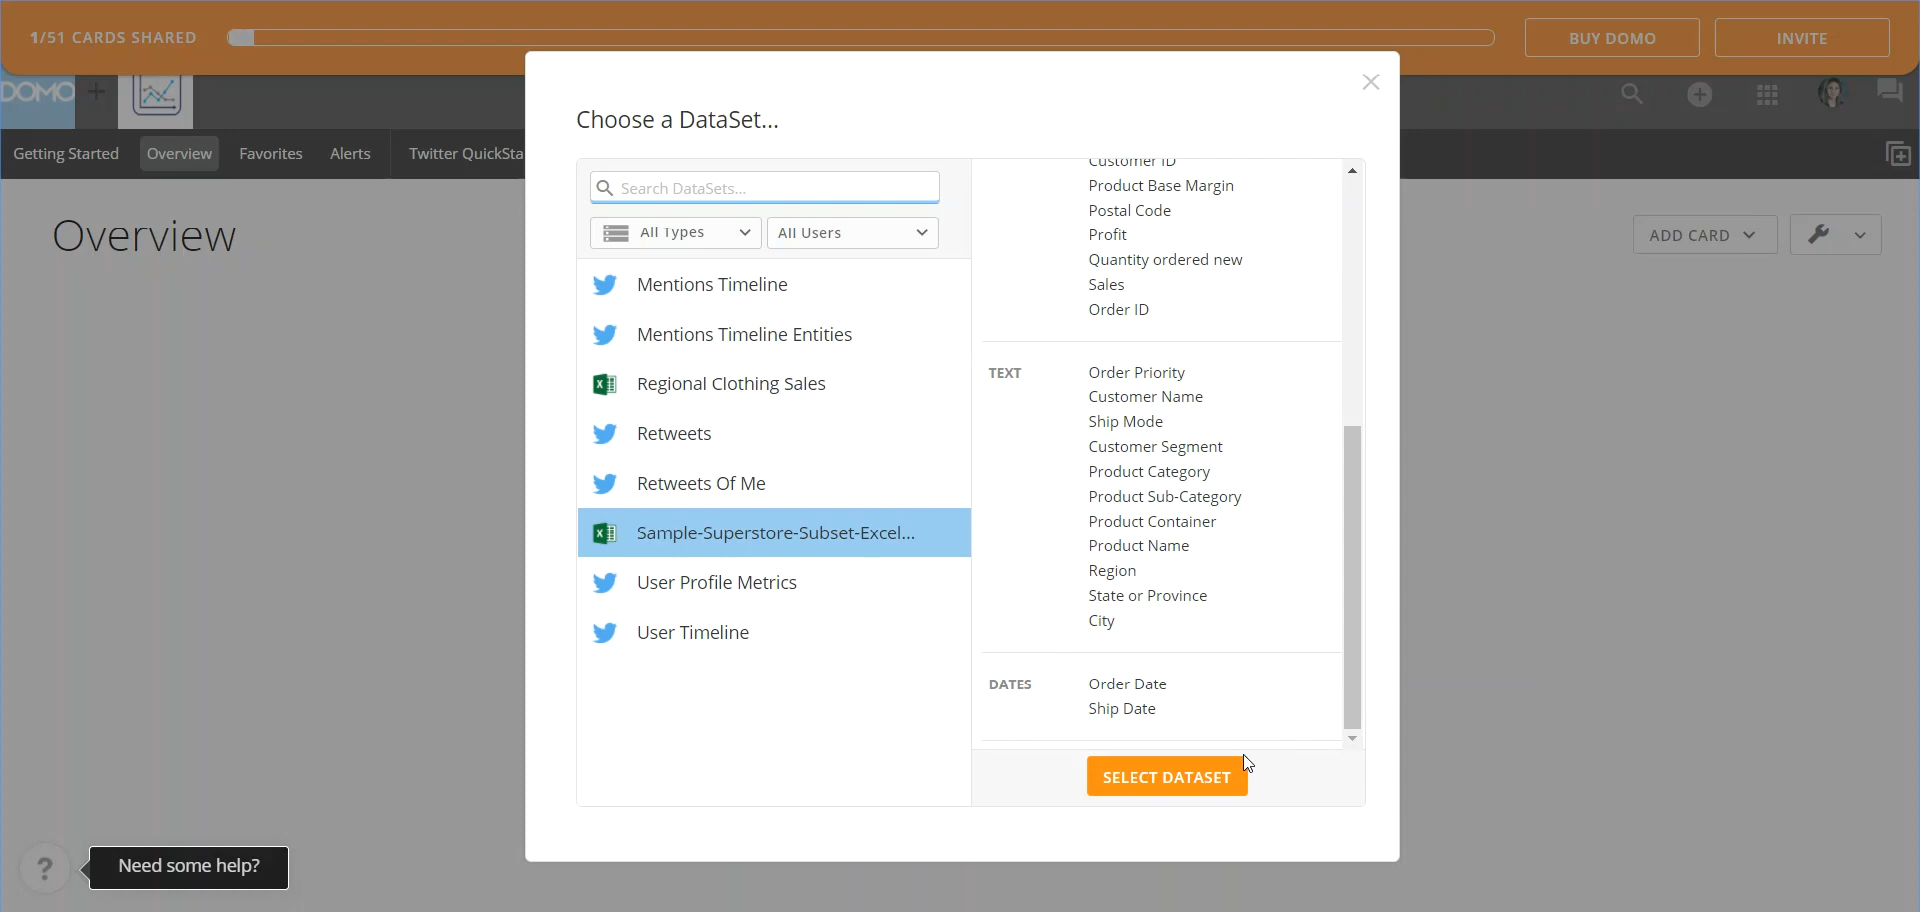 1/51 CARDS SHARED
BUY DOMO
INVITE
DOMO
Getting Started
Overview
Favorites
Alerts
Twitter QuickSta
Overview
ADD CARD
Choose a DataSet...
Search DataSets...
All Types
All Users
Mentions Timeline
Mentions Timeline Entities
Regional Clothing Sales
Retweets
Retweets Of Me
Sample-Superstore-Subset-Excel...
User Profile Metrics
User Timeline
Customer ID
Product Base Margin
Postal Code
Profit
Quantity ordered new
Sales
Order ID
TEXT
Order Priority
Customer Name
Ship Mode
Customer Segment
Product Category
Product Sub-Category
Product Container
Product Name
Region
State or Province
City
DATES
Order Date
Ship Date
SELECT DATASET
?
Need some help?